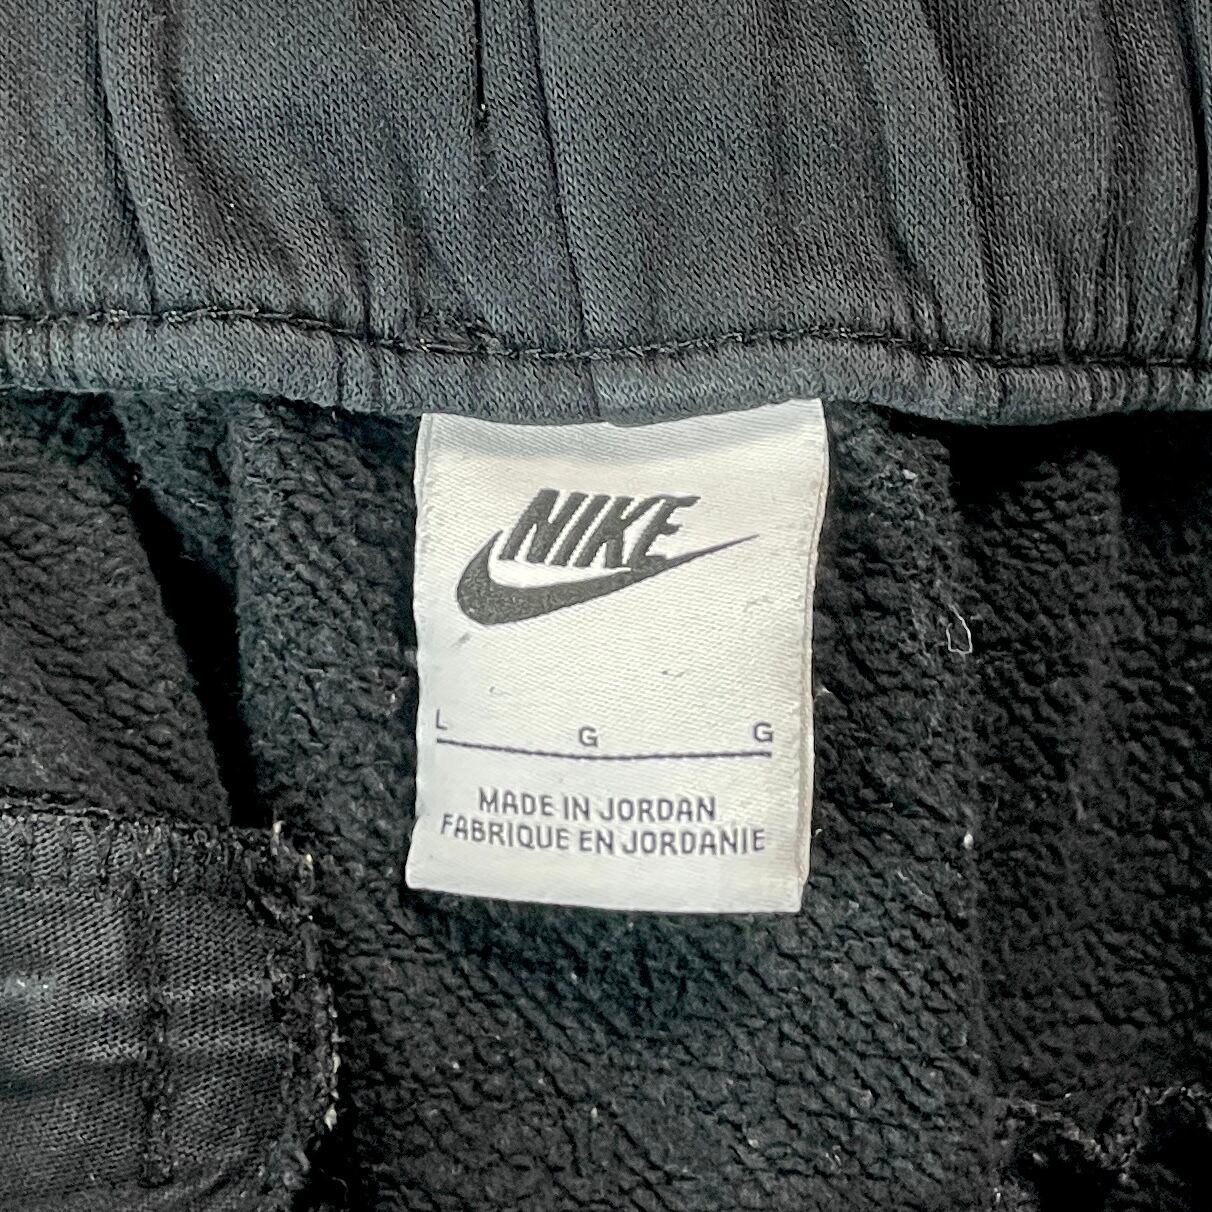 NIKE
L G G
MADE IN JORDAN
FABRIQUE EN JORDANIE